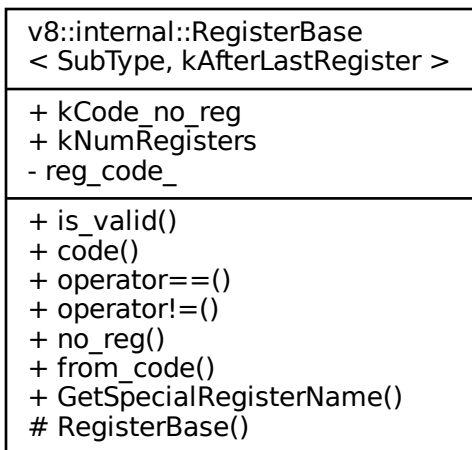 v8::internal::RegisterBase
< SubType, kAfterLastRegister >
+ kCode_no_reg
+ kNumRegisters
- reg_code_
+ is_valid()
+ code()
+ operator==()
+ operator!=()
+ no_reg()
+ from_code()
+ GetSpecialRegisterName()
# RegisterBase()